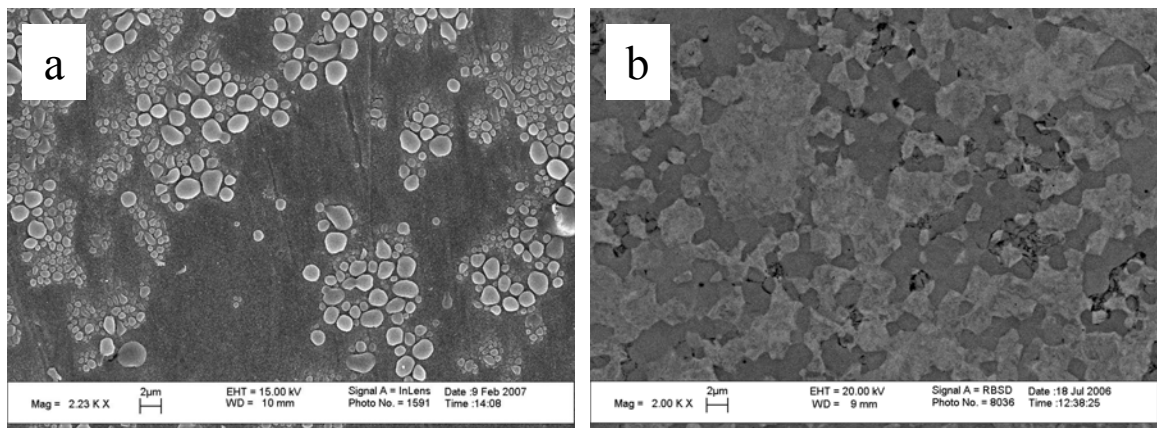 a
2µm
Mag = 2.23 K X
EHT = 15.00 kV
WD = 10 mm
Signal A = InLens
Photo No. = 1591
Date :9 Feb 2007
Time :14:08
b
2µm
Mag = 2.00 K X
EHT = 20.00 kV
WD = 9 mm
Signal A = RBSD
Photo No. = 8036
Date :18 Jul 2006
Time :12:38:25